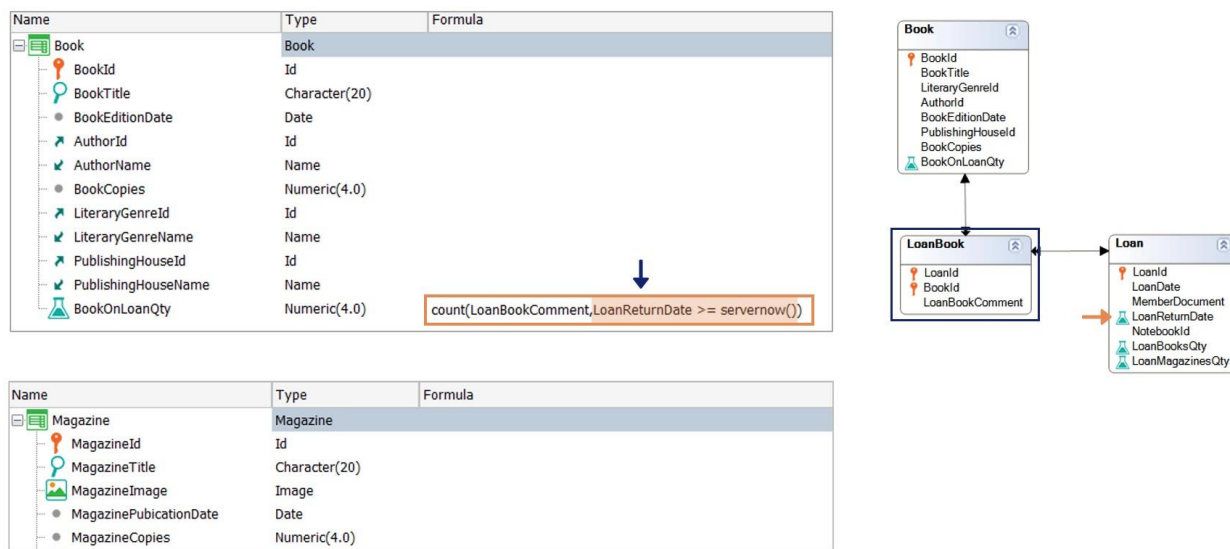 Name Type Formula
Book Book
BookId Id
BookTitle Character(20)
BookEditionDate Date
AuthorId Id
AuthorName Name
BookCopies Numeric(4.0)
LiteraryGenreId Id
LiteraryGenreName Name
PublishingHouseId Id
PublishingHouseName Name
BookOnLoanQty Numeric(4.0) count(LoanBookComment,LoanReturnDate >= servernow())
Name Type Formula
Magazine Magazine
MagazineId Id
MagazineTitle Character(20)
MagazineImage Image
MagazinePubicationDate Date
MagazineCopies Numeric(4.0)
Book
BookId
BookTitle
LiteraryGenreId
AuthorId
BookEditionDate
PublishingHouseId
BookCopies
BookOnLoanQty
LoanBook
LoanId
BookId
LoanBookComment
Loan
LoanId
LoanDate
MemberDocument
LoanReturnDate
NotebookId
LoanBooksQty
LoanMagazinesQty